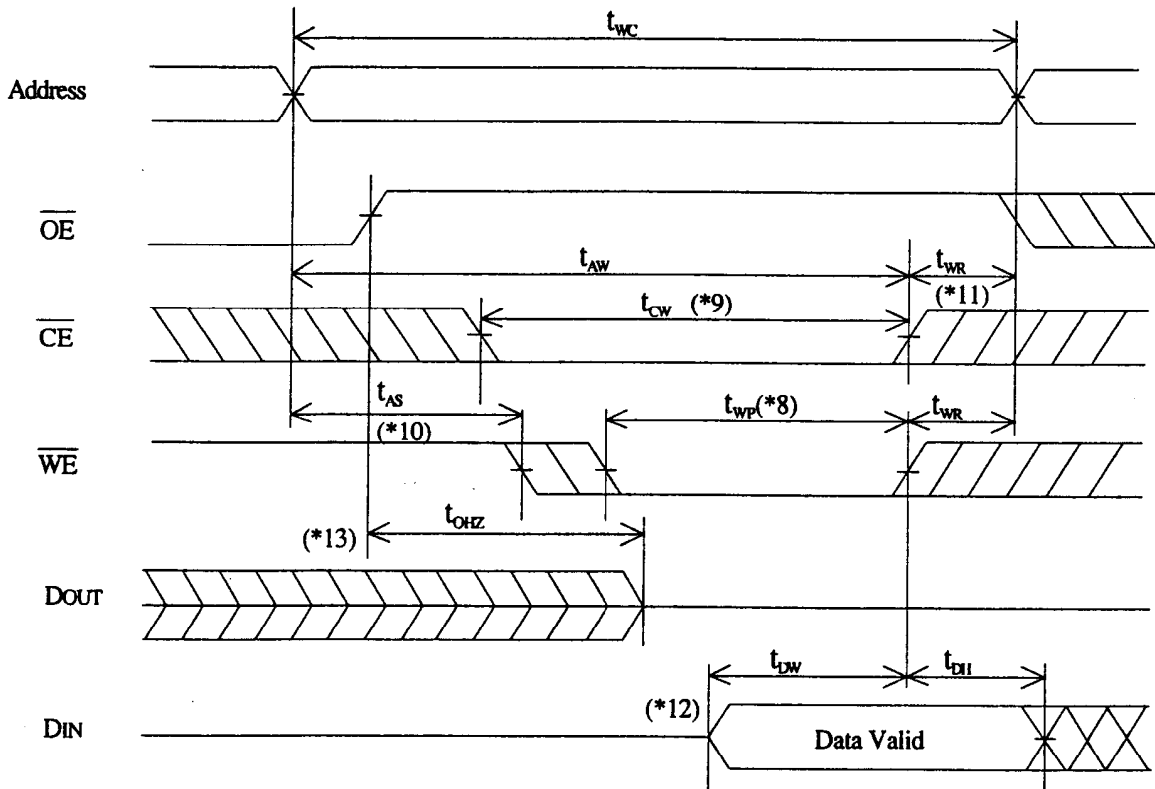 tWC
Address
OE
tAW
tWR
(*11)
tCW (*9)
CE
tAS
(*10)
tWP(*8)
tWR
WE
tOHZ
(*13)
DOUT
tDW
tDH
(*12)
DIN
Data Valid